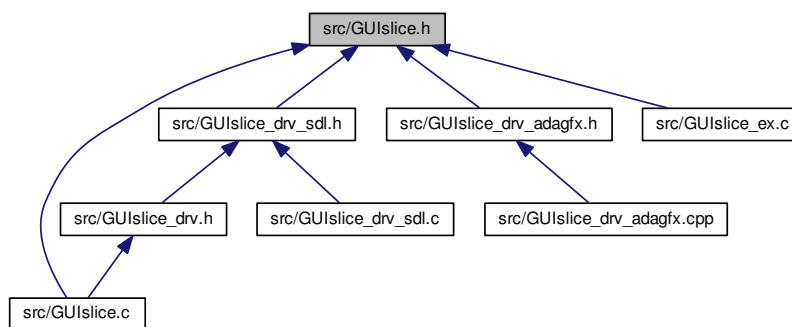 src/GUIslice.h
src/GUIslice_drv_sdl.h
src/GUIslice_drv_adagfx.h
src/GUIslice_ex.c
src/GUIslice_drv.h
src/GUIslice_drv_sdl.c
src/GUIslice_drv_adagfx.cpp
src/GUIslice.c